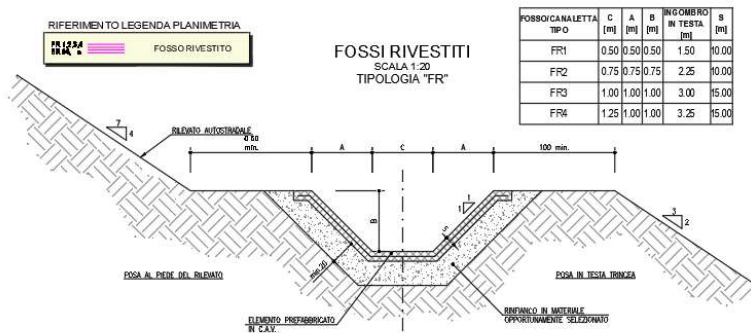 RIFERIMENTO LEGENDA PLANIMETRIA
FOSSO RIVESTITO
FOSSI RIVESTITI
SCALA 1:20
TIPOLOGIA "FR"
FOSSO/CANALETTA TIPO C [m] A [m] B [m] INGOMBRO IN TESTA [m] S [m]
FR1 0.50 0.50 0.50 1.50 10.00
FR2 0.75 0.75 0.75 2.25 10.00
FR3 1.00 1.00 1.00 3.00 15.00
FR4 1.25 1.00 1.00 3.25 15.00
7
4
RILEVATO AUTOSTRADALE
0.60 min.
A
C
A
100 min.
B
1
1
S
3
2
min.20
POSA AL PIEDE DEL RILEVATO
POSA IN TESTA TRINCEA
ELEMENTO PREFABBRICATO
IN C.A.V.
RINFIANCO IN MATERIALE
OPPORTUNAMENTE SELEZIONATO